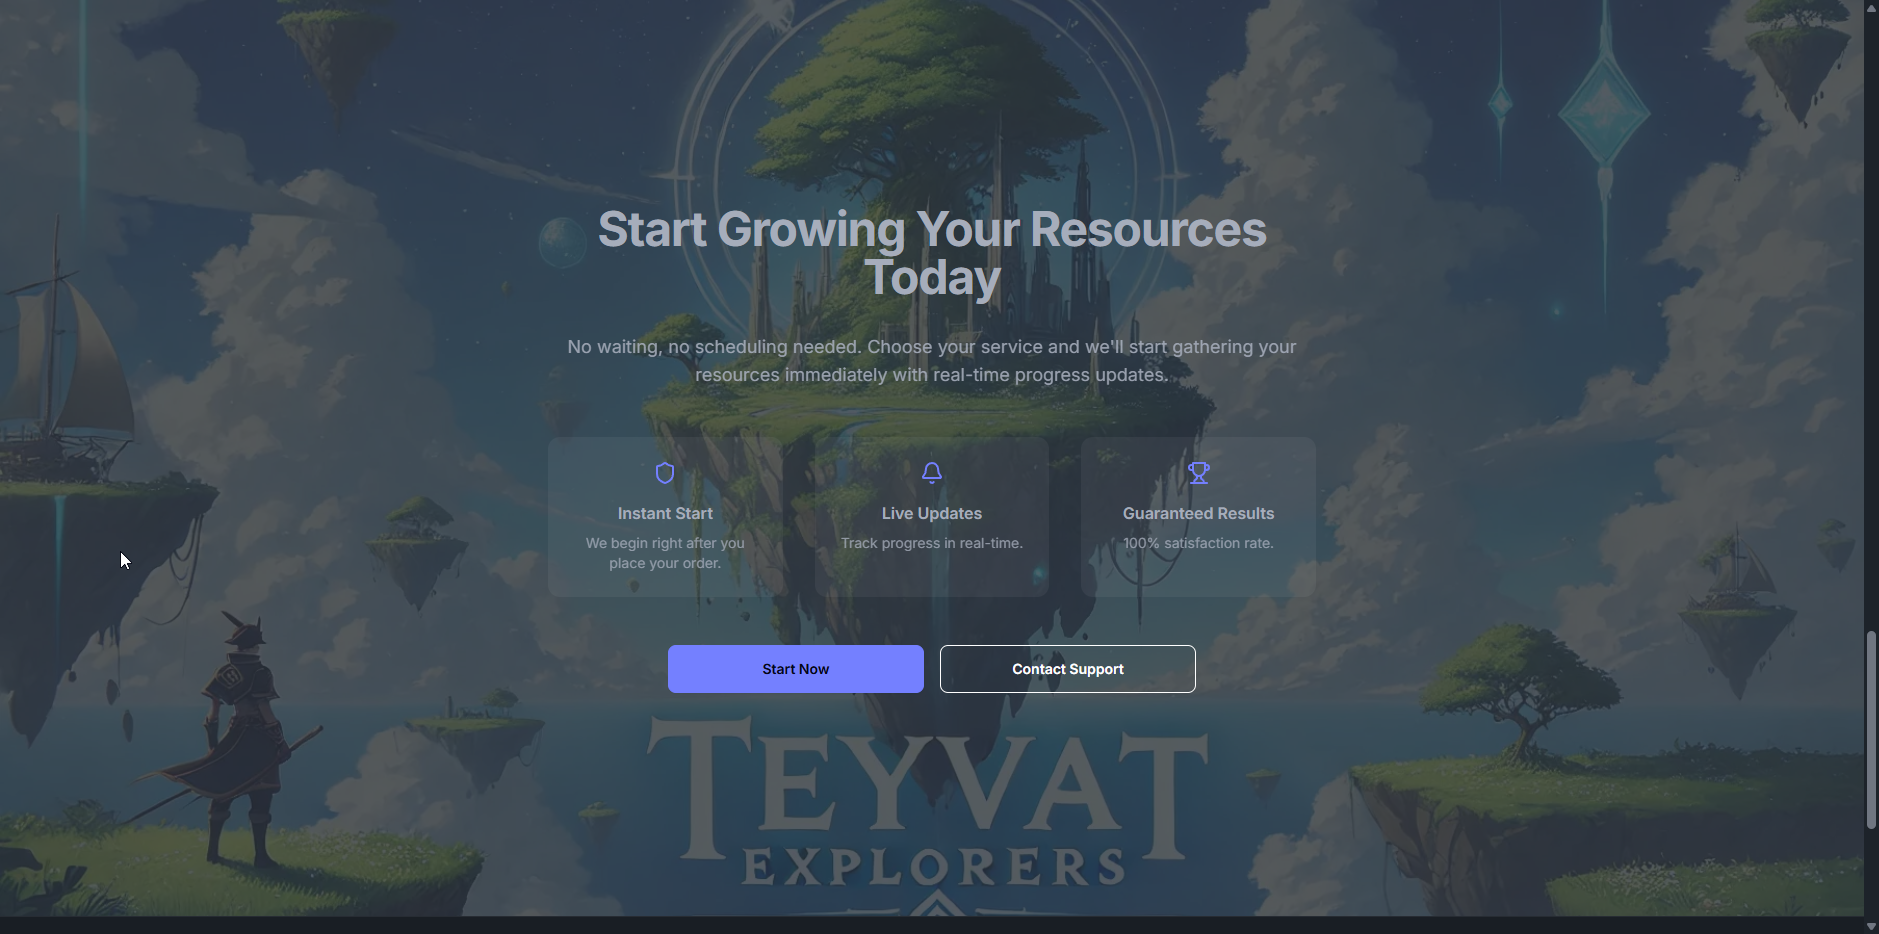 Start Growing Your Resources
Today
No waiting, no scheduling needed. Choose your service and we'll start gathering your
resources immediately with real-time progress updates.
Instant Start
We begin right after you
place your order.
Live Updates
Track progress in real-time.
Guaranteed Results
100% satisfaction rate.
Start Now
Contact Support
TEYVAT
EXPLORERS